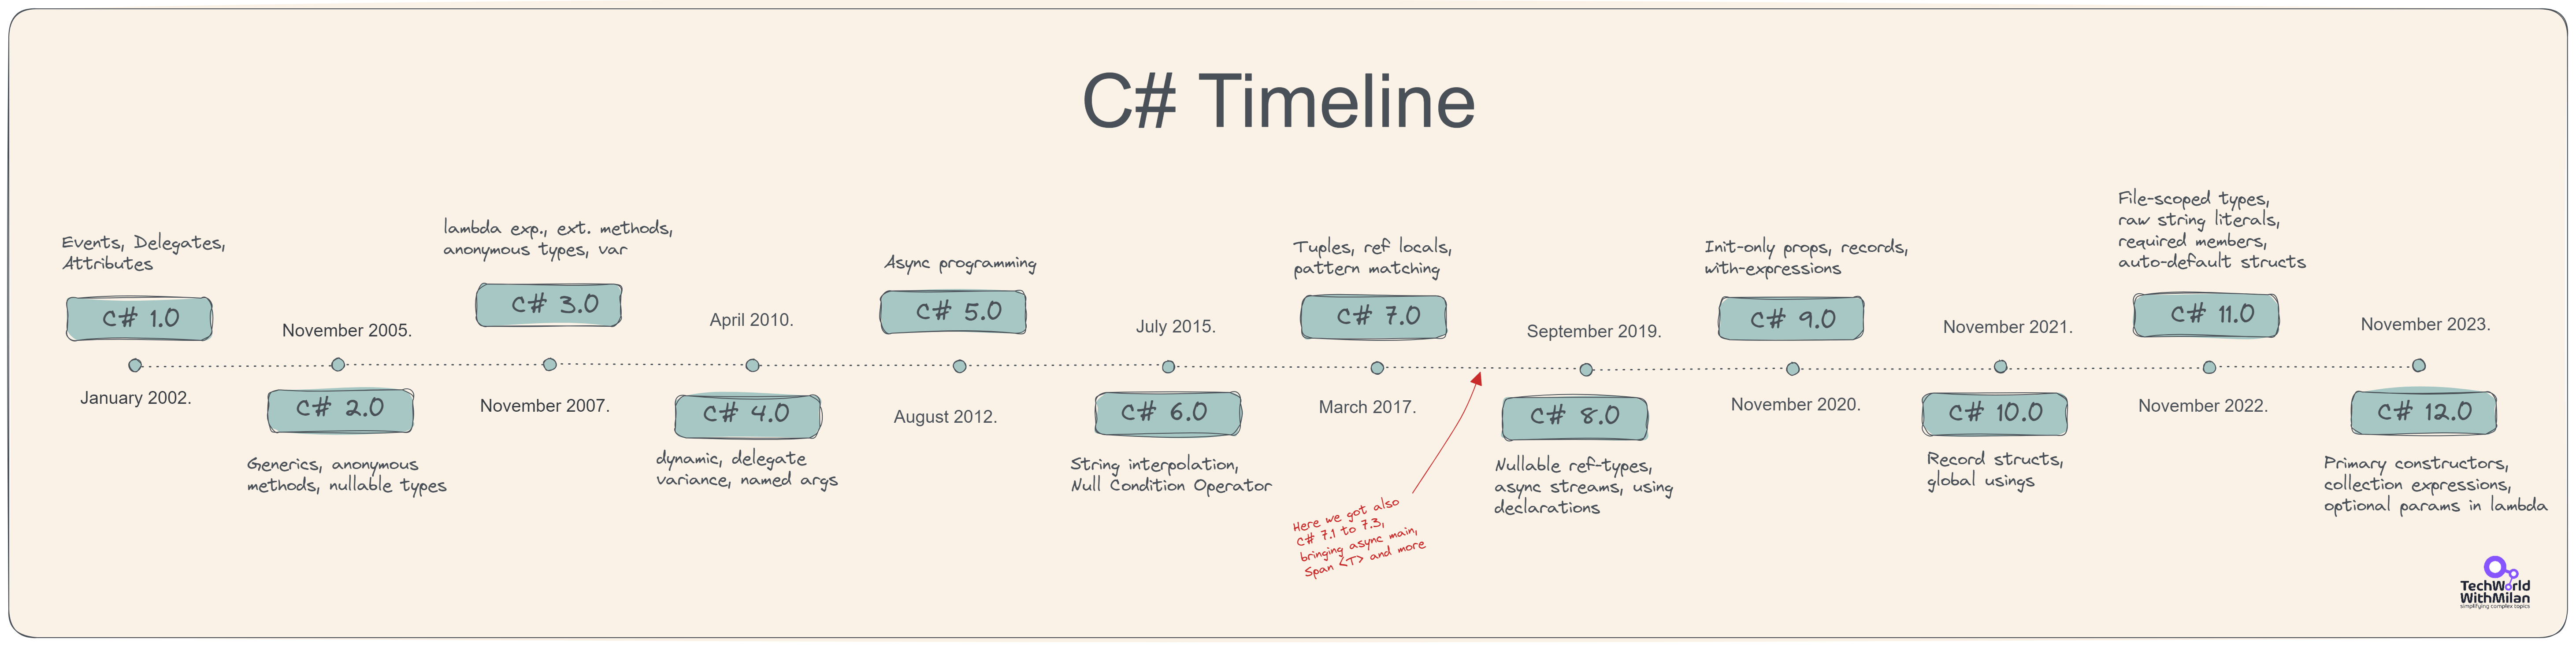 C# Timeline
Events, Delegates,
Attributes
C# 1.0
January 2002.
November 2005.
C# 2.0
Generics, anonymous
methods, nullable types
lambda exp., ext. methods,
anonymous types, var
C# 3.0
November 2007.
April 2010.
C# 4.0
dynamic, delegate
variance, named args
Async programming
C# 5.0
August 2012.
July 2015.
C# 6.0
String interpolation,
Null Condition Operator
Tuples, ref locals,
pattern matching
C# 7.0
March 2017.
Here we got also
C# 7.1 to 7.3,
bringing async main,
Span <T> and more
September 2019.
C# 8.0
Nullable ref-types,
async streams, using
declarations
Init-only props, records,
with-expressions
C# 9.0
November 2020.
November 2021.
C# 10.0
Record structs,
global usings
File-scoped types,
raw string literals,
required members,
auto-default structs
C# 11.0
November 2022.
November 2023.
C# 12.0
Primary constructors,
collection expressions,
optional params in lambda
TechWorld
WithMilan
simplifying complex topics